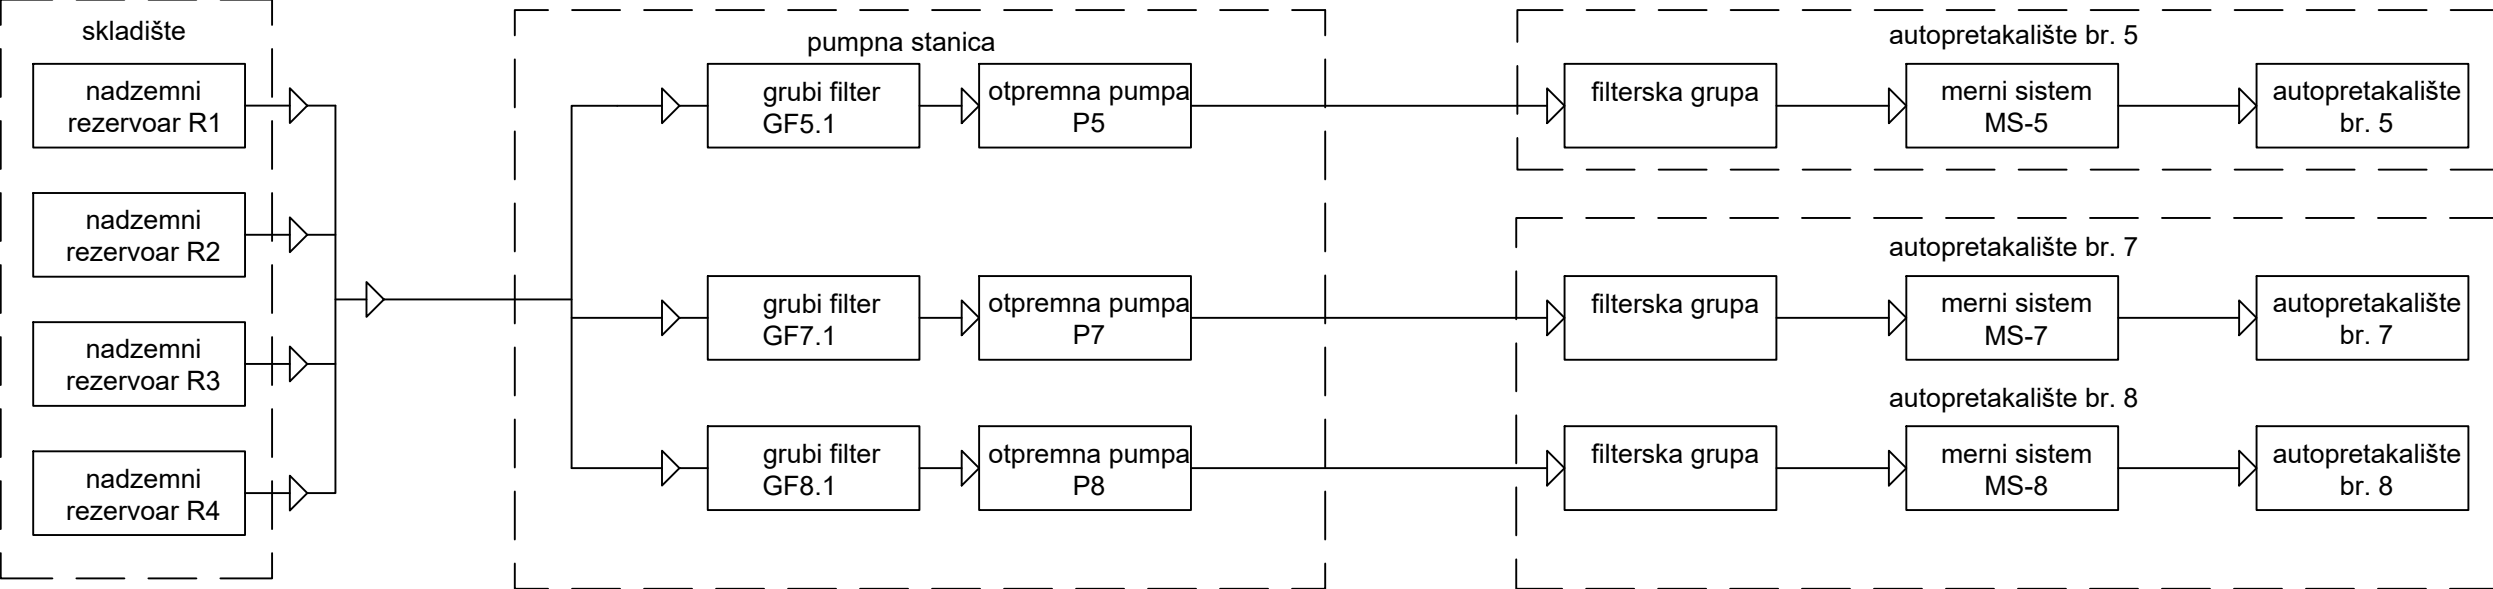 skladište
nadzemni
rezervoar R1
nadzemni
rezervoar R2
nadzemni
rezervoar R3
nadzemni
rezervoar R4
pumpna stanica
grubi filter
GF5.1
otpremna pumpa
P5
grubi filter
GF7.1
otpremna pumpa
P7
grubi filter
GF8.1
otpremna pumpa
P8
autopretakalište br. 5
filterska grupa
merni sistem
MS-5
autopretakalište
br. 5
autopretakalište br. 7
filterska grupa
merni sistem
MS-7
autopretakalište
br. 7
autopretakalište br. 8
filterska grupa
merni sistem
MS-8
autopretakalište
br. 8